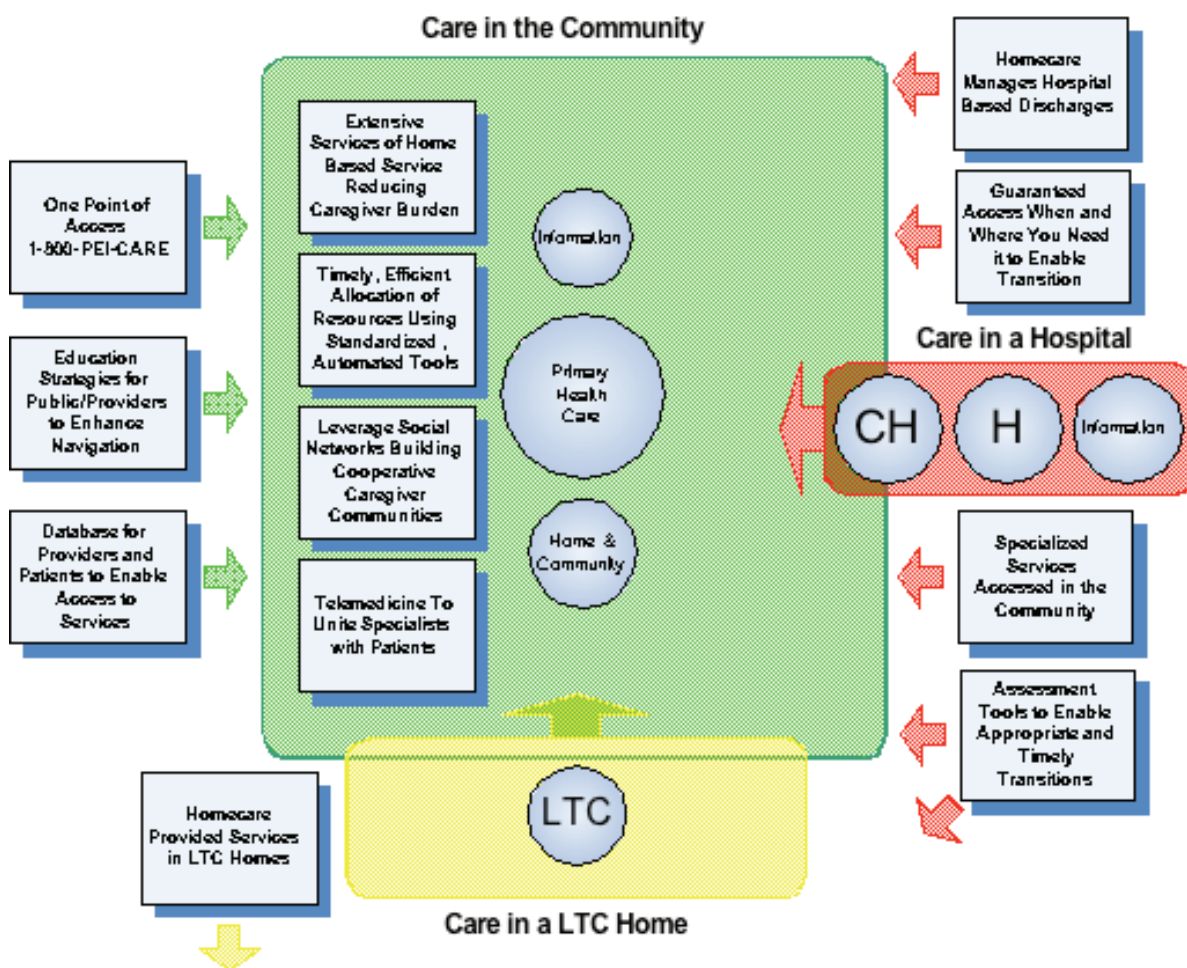 Care in the Community
Homecare
Manages Hospital
Based Discharges
Extensive
Services of Home
Based Service
Reducing
Caregiver Burden
One Point of
Access
1-800-PEI-CARE
Guaranteed
Access When and
Where You Need
it to Enable
Transition
Information
Timely, Efficient
Allocation of
Resources Using
Standardized,
Automated Tools
Care in a Hospital
Education
Strategies for
Public/Providers
to Enhance
Navigation
Primary
Health
Care
CH
H
Information
Leverage Social
Networks Building
Cooperative
Caregiver
Communities
Database for
Providers and
Patients to Enable
Access to
Services
Home &
Community
Specialized
Services
Accessed in the
Community
Telemedicine To
Unite Specialists
with Patients
Assessment
Tools to Enable
Appropriate and
Timely
Transitions
Homecare
Provided Services
in LTC Homes
LTC
Care in a LTC Home